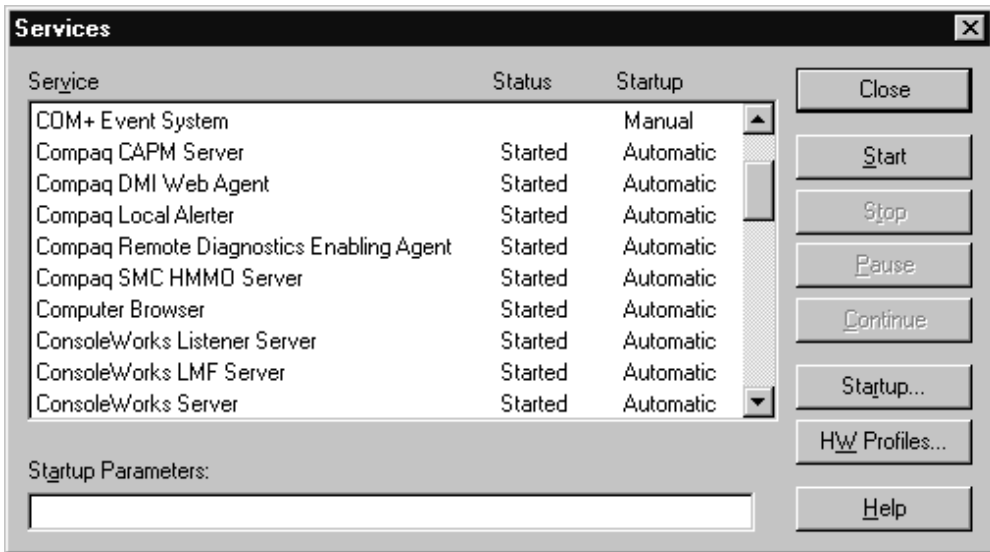 Services
Service Status Startup
COM+ Event System Manual
Compaq CAPM Server Started Automatic
Compaq DMI Web Agent Started Automatic
Compaq Local Alerter Started Automatic
Compaq Remote Diagnostics Enabling Agent Started Automatic
Compaq SMC HMMO Server Started Automatic
Computer Browser Started Automatic
ConsoleWorks Listener Server Started Automatic
ConsoleWorks LMF Server Started Automatic
ConsoleWorks Server Started Automatic
Startup Parameters:
Close
Start
Stop
Pause
Continue
Startup...
HW Profiles...
Help